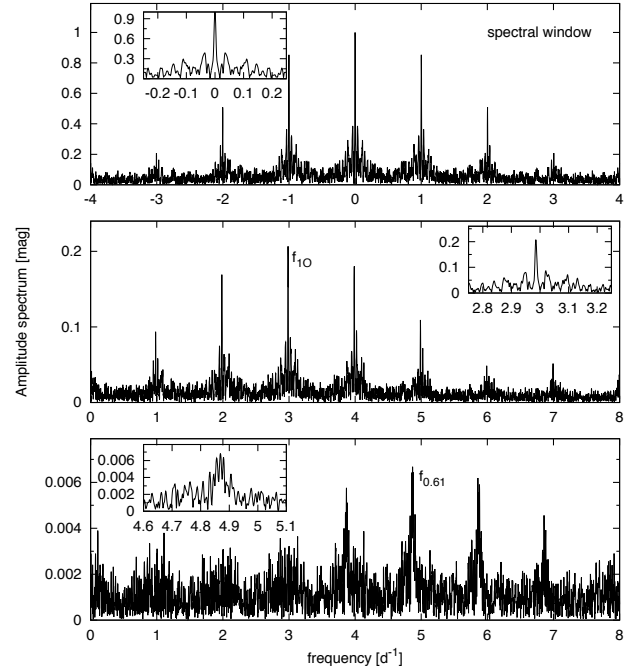 spectral window
1
0.8
0.6
0.4
0.2
0
-4 -3 -2 -1 0 1 2 3 4
0.9
0.6
0.3
0
-0.2 -0.1 0 0.1 0.2
Amplitude spectrum [mag]
0.2
0.1
0
0 1 2 3 4 5 6 7 8
f1O
0.2
0.1
0
2.8 2.9 3 3.1 3.2
0.006
0.004
0.002
0
0 1 2 3 4 5 6 7 8
f0.61
0.006
0.004
0.002
0
4.6 4.7 4.8 4.9 5 5.1
frequency [d-1]